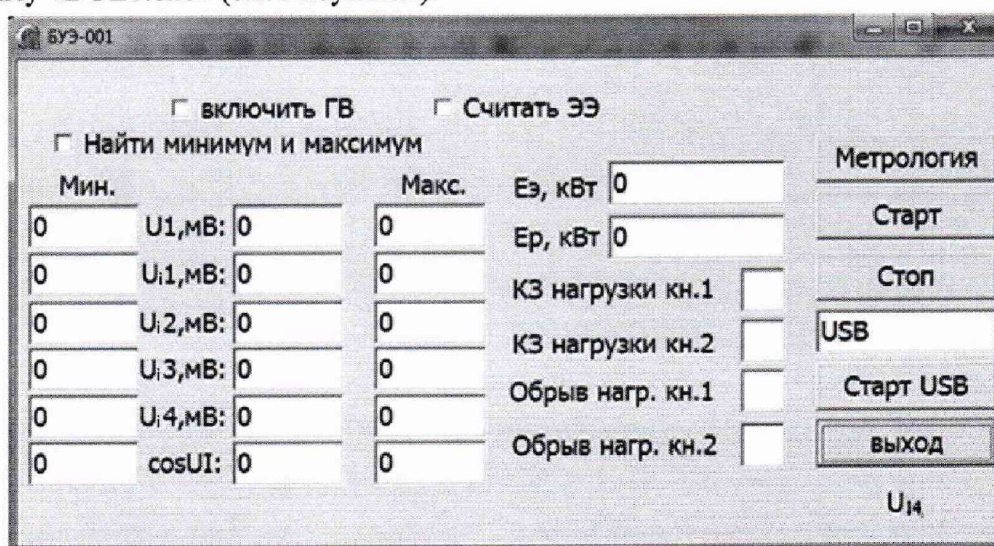 БУЭ-001
включить ГВ Считать ЭЭ
Найти минимум и максимум
Мин. Макс. Еэ, кВт 0 Метрология
0 U1,мВ: 0 0 Ер, кВт 0 Старт
0 Ui1,мВ: 0 0 КЗ нагрузки кн.1 Стоп
0 Ui2,мВ: 0 0 КЗ нагрузки кн.2 USB
0 Ui3,мВ: 0 0 Обрыв нагр. кн.1 Старт USB
0 Ui4,мВ: 0 0 Обрыв нагр. кн.2 выход
0 cosUI: 0 0
UI4